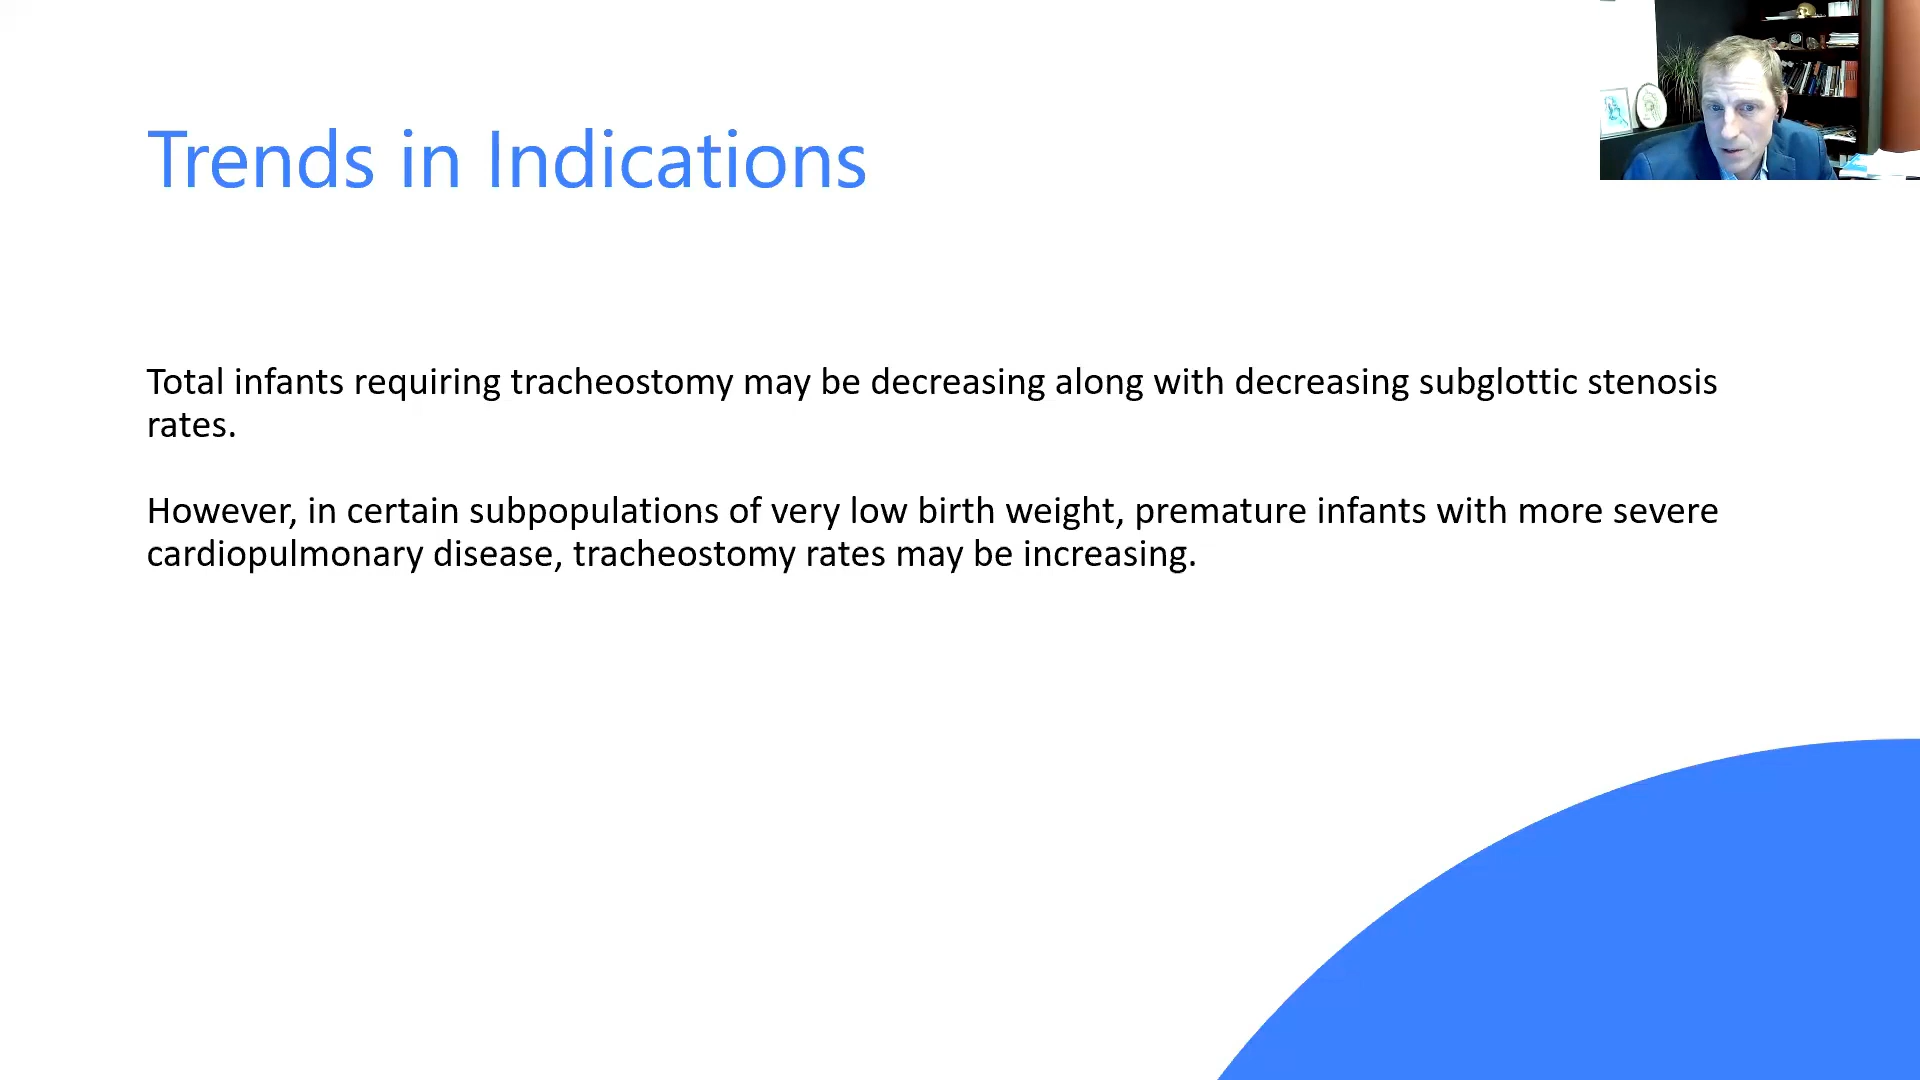 Trends in Indications
Total infants requiring tracheostomy may be decreasing along with decreasing subglottic stenosis
rates.
However, in certain subpopulations of very low birth weight, premature infants with more severe
cardiopulmonary disease, tracheostomy rates may be increasing.